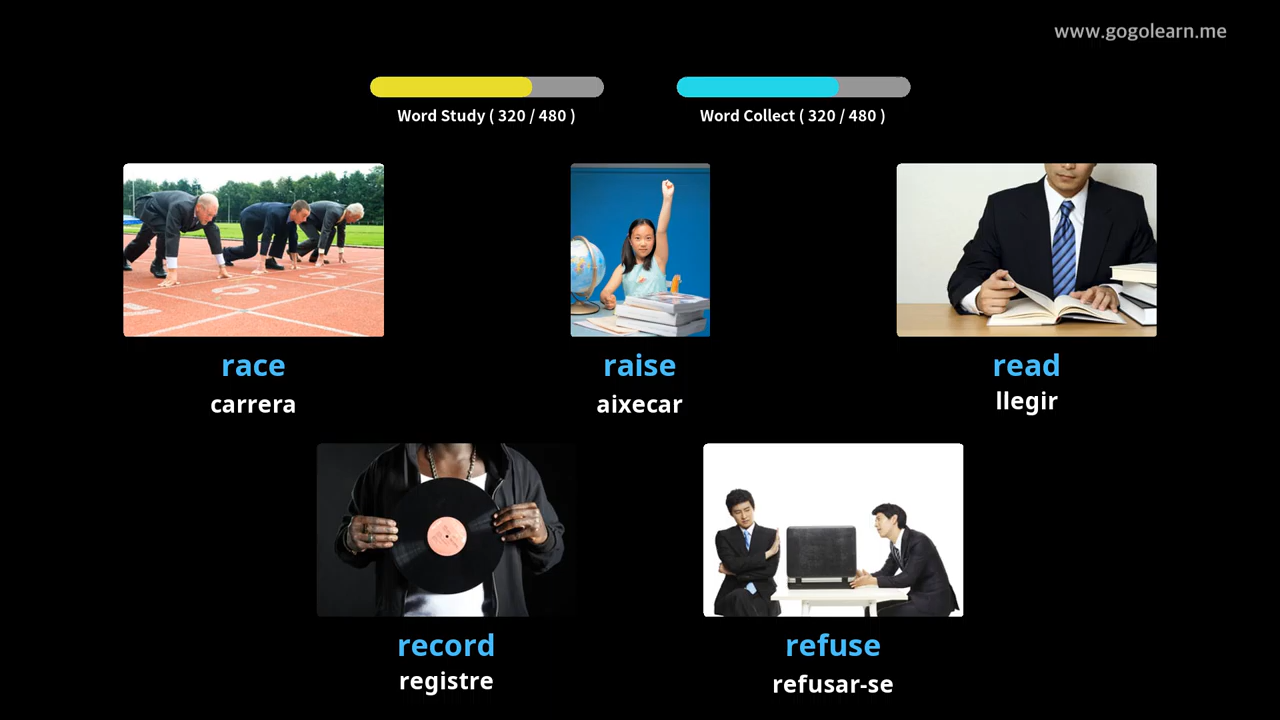 www.gogolearn.me
Word Study ( 320 / 480 )
Word Collect ( 320 / 480 )
race
carrera
raise
aixecar
read
llegir
record
registre
refuse
refusar-se